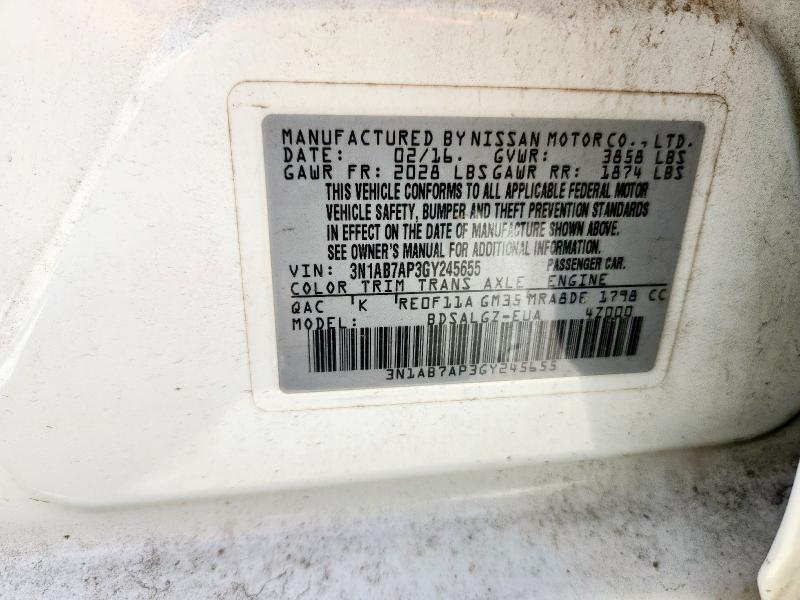 MANUFACTURED BY NISSAN MOTOR CO., LTD.
DATE: 02/16. GVWR: 3858 LBS
GAWR FR: 2028 LBS GAWR RR: 1874 LBS
THIS VEHICLE CONFORMS TO ALL APPLICABLE FEDERAL MOTOR
VEHICLE SAFETY, BUMPER AND THEFT PREVENTION STANDARDS
IN EFFECT ON THE DATE OF MANUFACTURE SHOWN ABOVE.
SEE OWNER'S MANUAL FOR ADDITIONAL INFORMATION.
VIN: 3N1AB7AP3GY245655 PASSENGER CAR.
COLOR TRIM TRANS AXLE ENGINE
QAC 'K RE0F11A GM35 MRA8DE 1798 CC
MODEL: BDSALGZ-EUA 4Z000
3N1AB7AP3GY245655